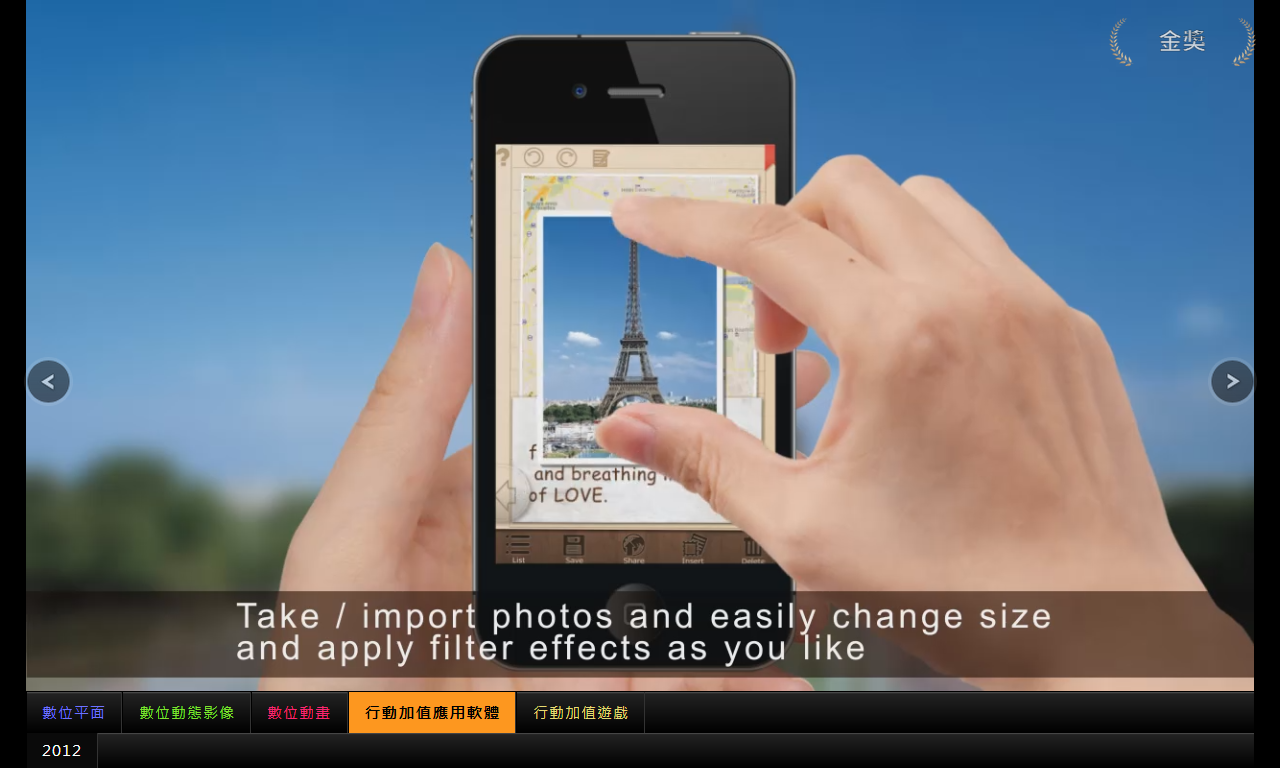 金獎
f
and breathing
of LOVE.
List Save Share Insert Delete
Take / import photos and easily change size
and apply filter effects as you like
數位平面 數位動態影像 數位動畫 行動加值應用軟體 行動加值遊戲
2012